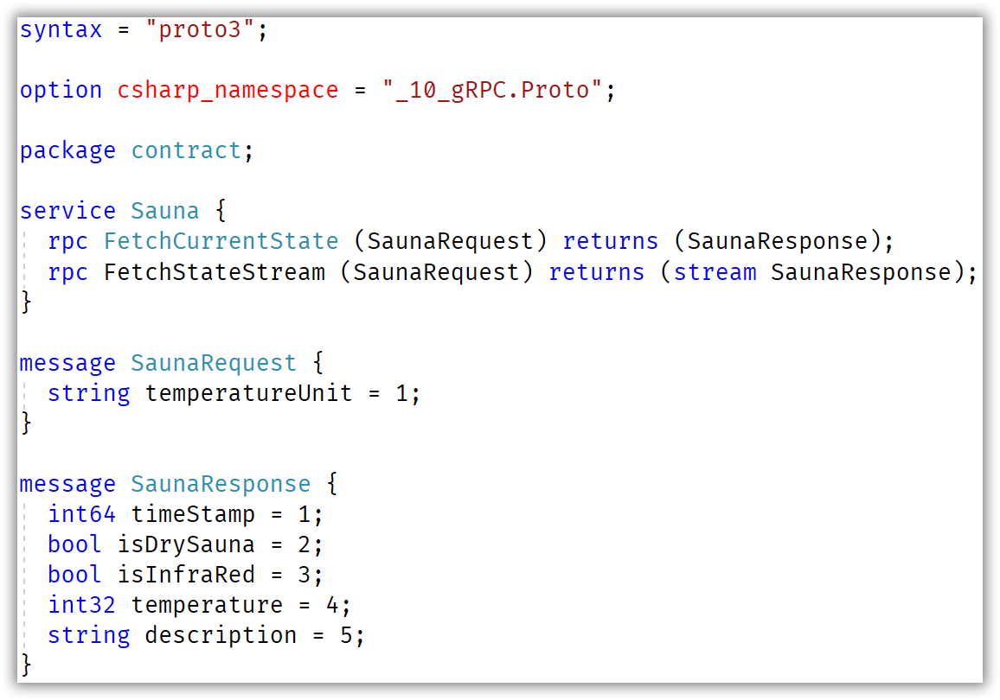 syntax = "proto3";
option csharp_namespace = "_10_gRPC.Proto";
package contract;
service Sauna {
  rpc FetchCurrentState (SaunaRequest) returns (SaunaResponse);
  rpc FetchStateStream (SaunaRequest) returns (stream SaunaResponse);
}
message SaunaRequest {
  string temperatureUnit = 1;
}
message SaunaResponse {
  int64 timeStamp = 1;
  bool isDrySauna = 2;
  bool isInfraRed = 3;
  int32 temperature = 4;
  string description = 5;
}